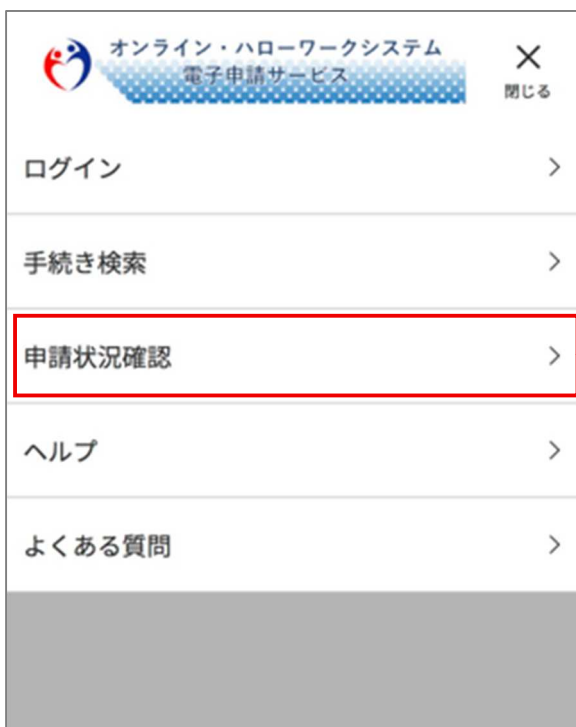 オンライン・ハローワークシステム
電子申請サービス
閉じる
ログイン
手続き検索
申請状況確認
ヘルプ
よくある質問